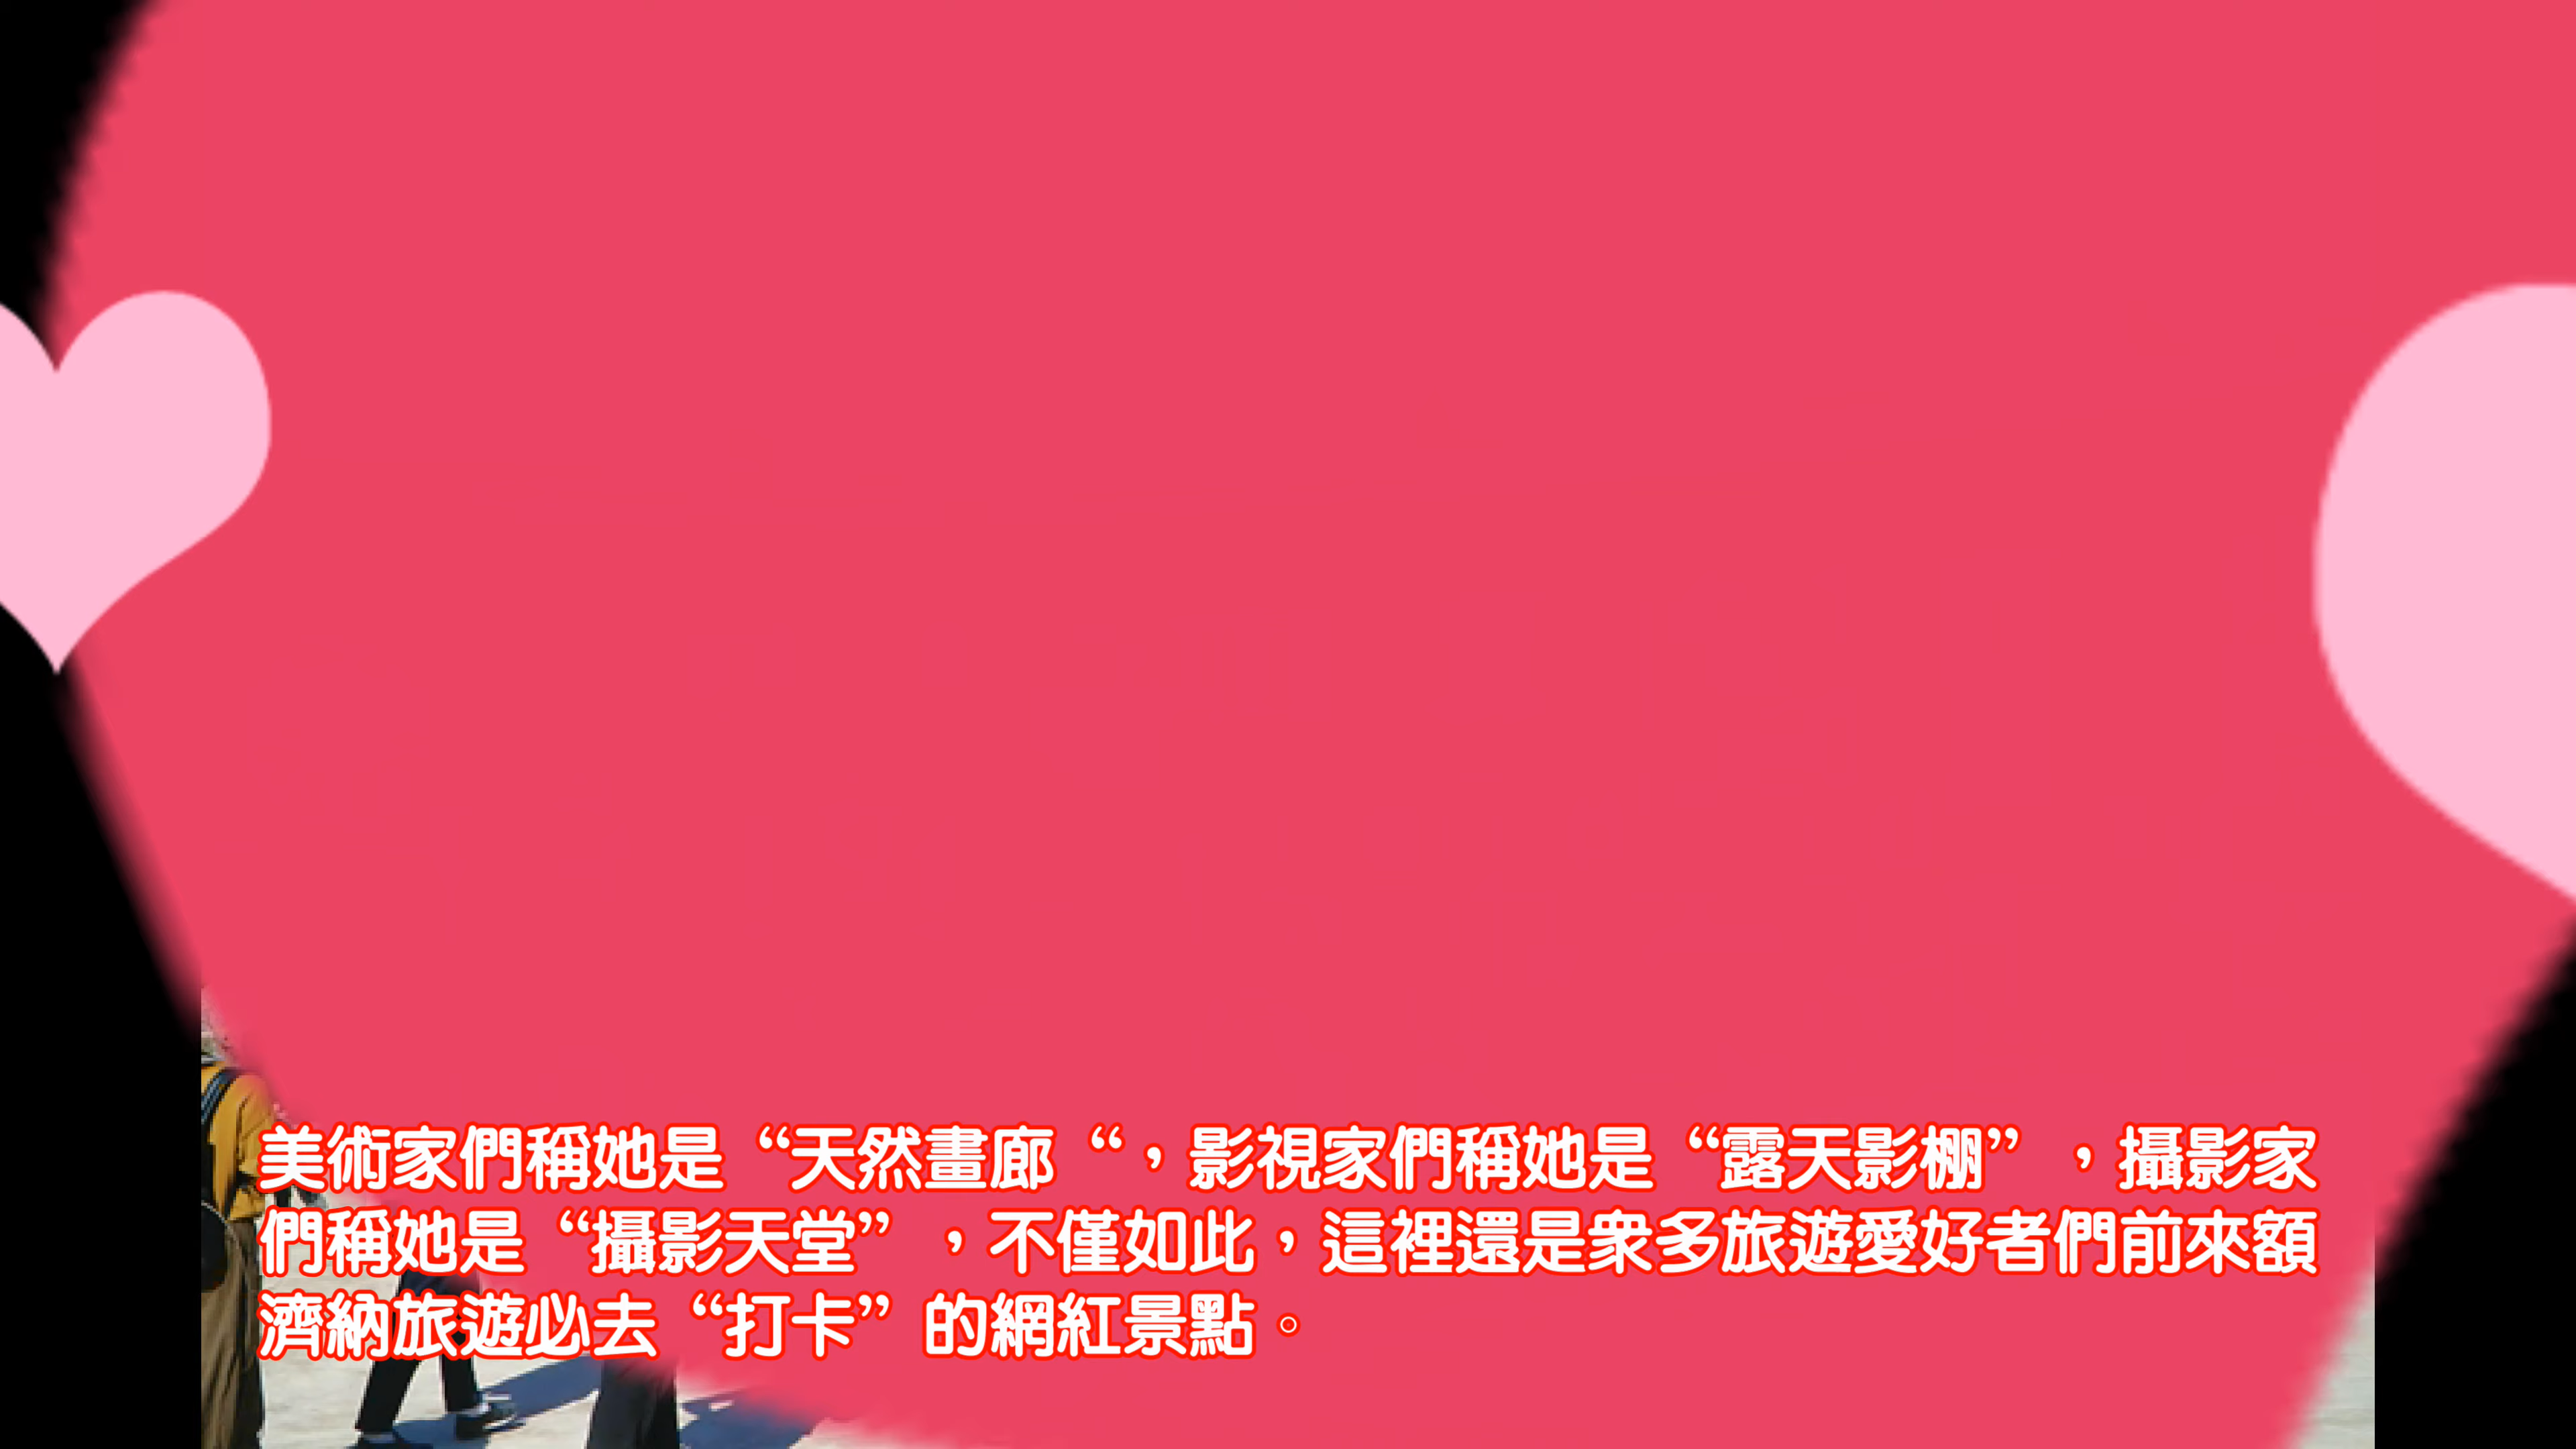 美術家們稱她是“天然畫廊“，影視家們稱她是“露天影棚”，攝影家
們稱她是“攝影天堂”，不僅如此，這裡還是衆多旅遊愛好者們前來額
濟納旅遊必去“打卡”的網紅景點。